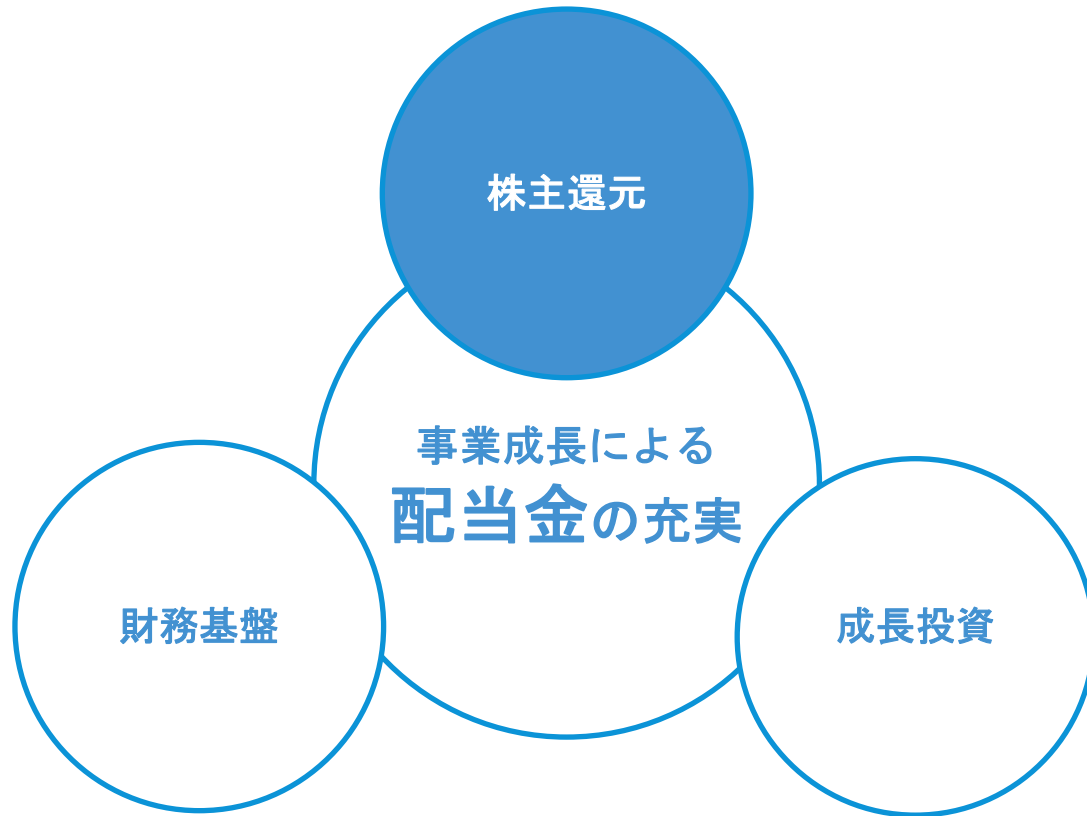 株主還元
事業成長による
配当金の充実
財務基盤
成長投資